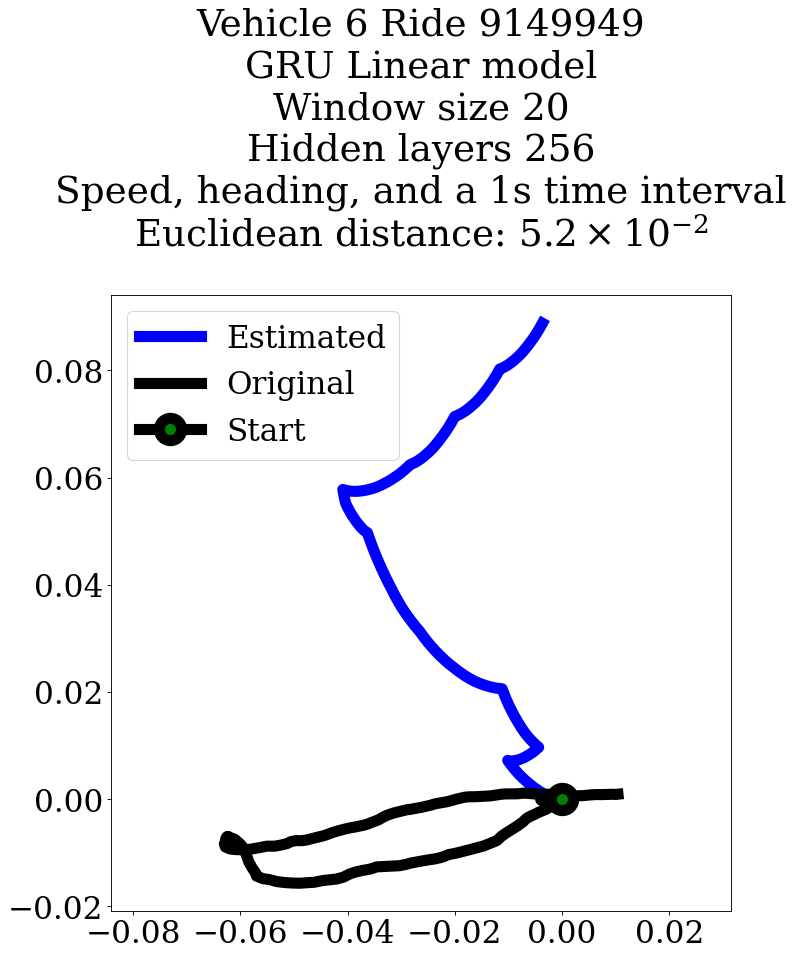 Vehicle 6 Ride 9149949
GRU Linear model
Window size 20
Hidden layers 256
Speed, heading, and a 1s time interval
Euclidean distance: 5.2 × 10⁻²
Estimated
Original
Start
0.08
0.06
0.04
0.02
0.00
−0.02
−0.08 −0.06 −0.04 −0.02 0.00 0.02